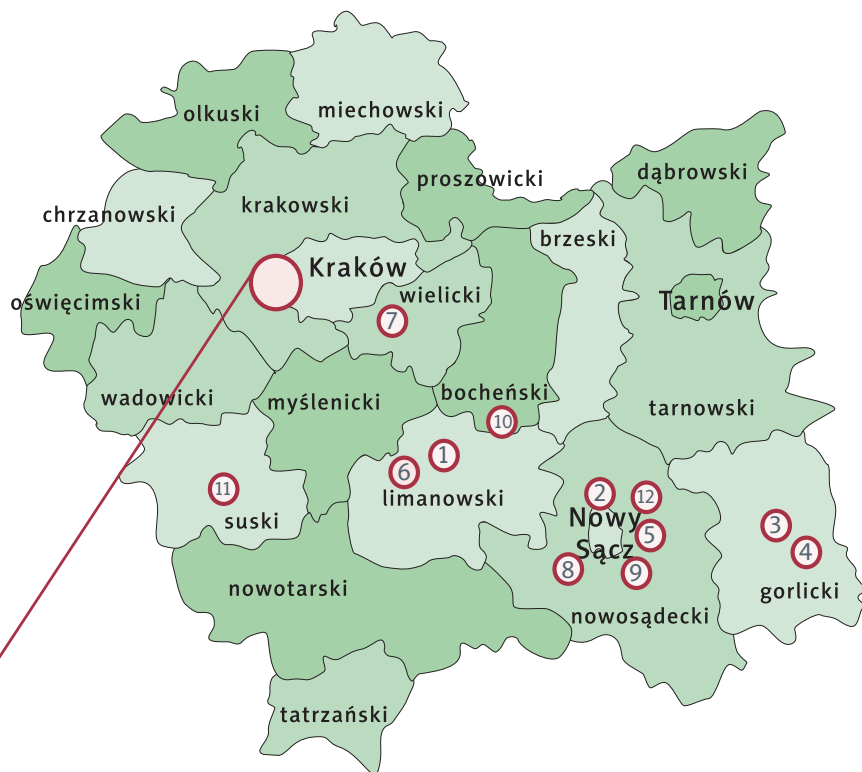 miechowski
olkuski
dąbrowski
proszowicki
krakowski
chrzanowski
brzeski
Kraków
wielicki
oświęcimski
Tarnów
7
bocheński
wadowicki
myślenicki
tarnowski
10
1
6
limanowski
11
suski
2
12
Nowy
Sącz
5
3
4
8
9
nowotarski
gorlicki
nowosądecki
tatrzański